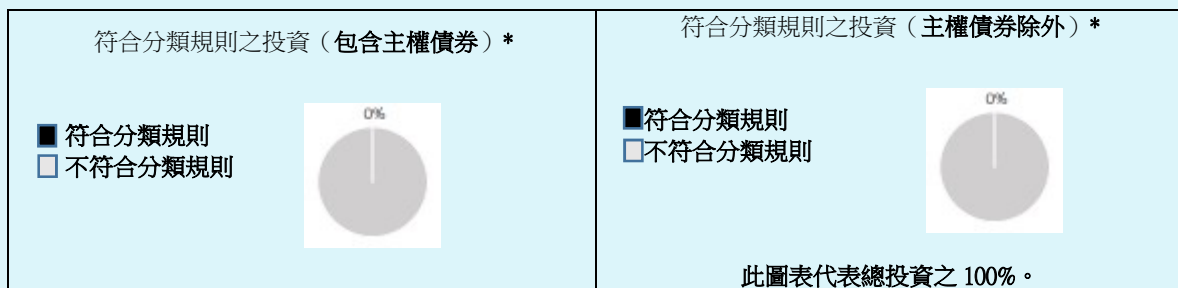 符合分類規則之投資（包含主權債券）*
0%
符合分類規則
不符合分類規則
符合分類規則之投資（主權債券除外）*
0%
符合分類規則
不符合分類規則
此圖表代表總投資之 100%。